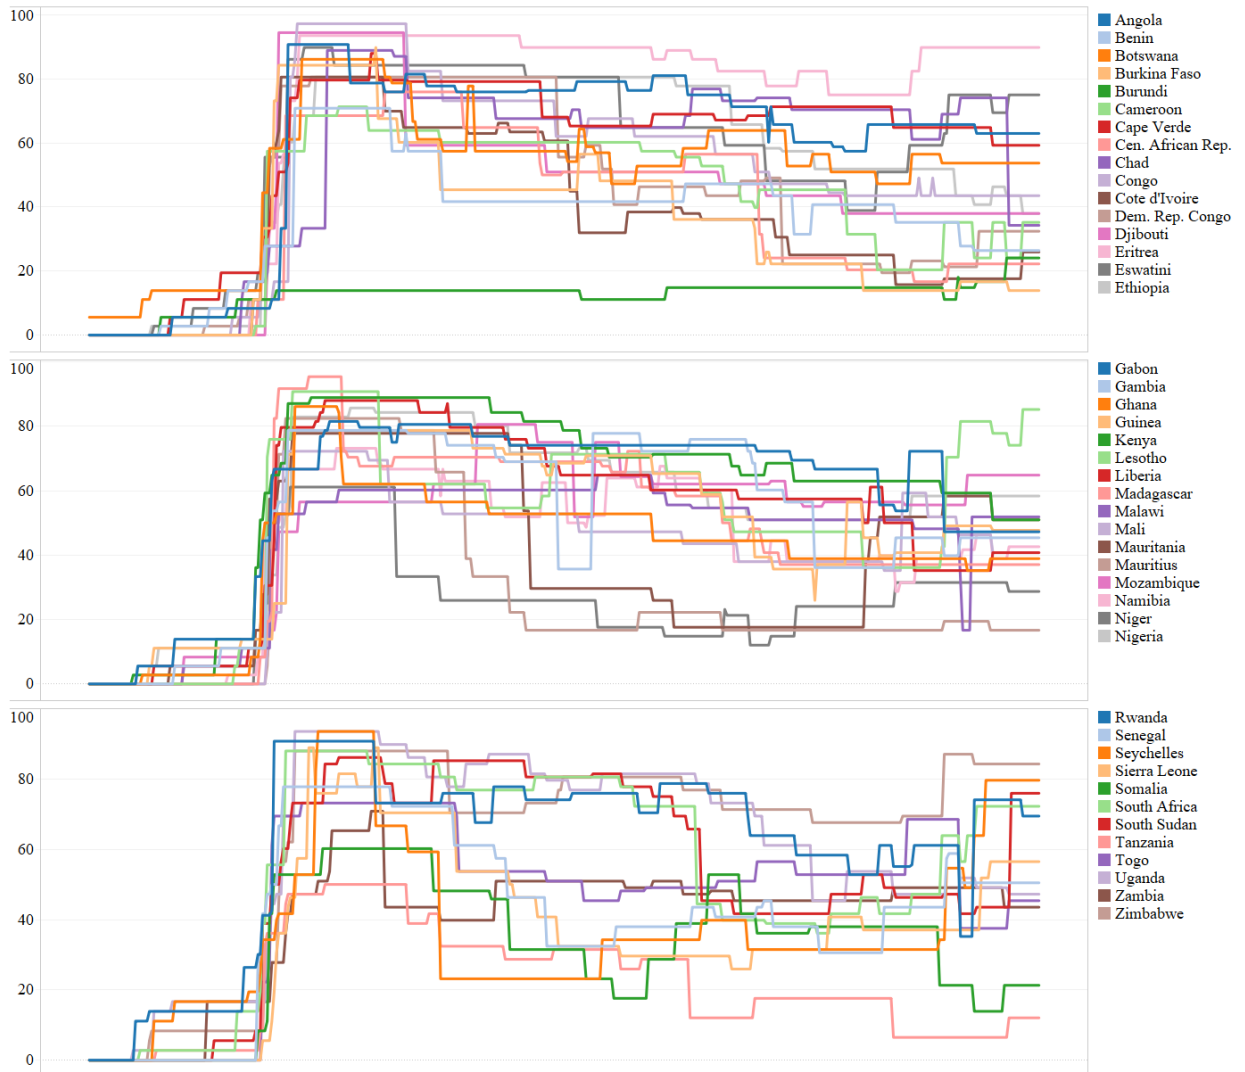 100
80
60
40
20
0
Angola
Benin
Botswana
Burkina Faso
Burundi
Cameroon
Cape Verde
Cen. African Rep.
Chad
Congo
Cote d'Ivoire
Dem. Rep. Congo
Djibouti
Eritrea
Eswatini
Ethiopia
100
80
60
40
20
0
Gabon
Gambia
Ghana
Guinea
Kenya
Lesotho
Liberia
Madagascar
Malawi
Mali
Mauritania
Mauritius
Mozambique
Namibia
Niger
Nigeria
100
80
60
40
20
0
Rwanda
Senegal
Seychelles
Sierra Leone
Somalia
South Africa
South Sudan
Tanzania
Togo
Uganda
Zambia
Zimbabwe